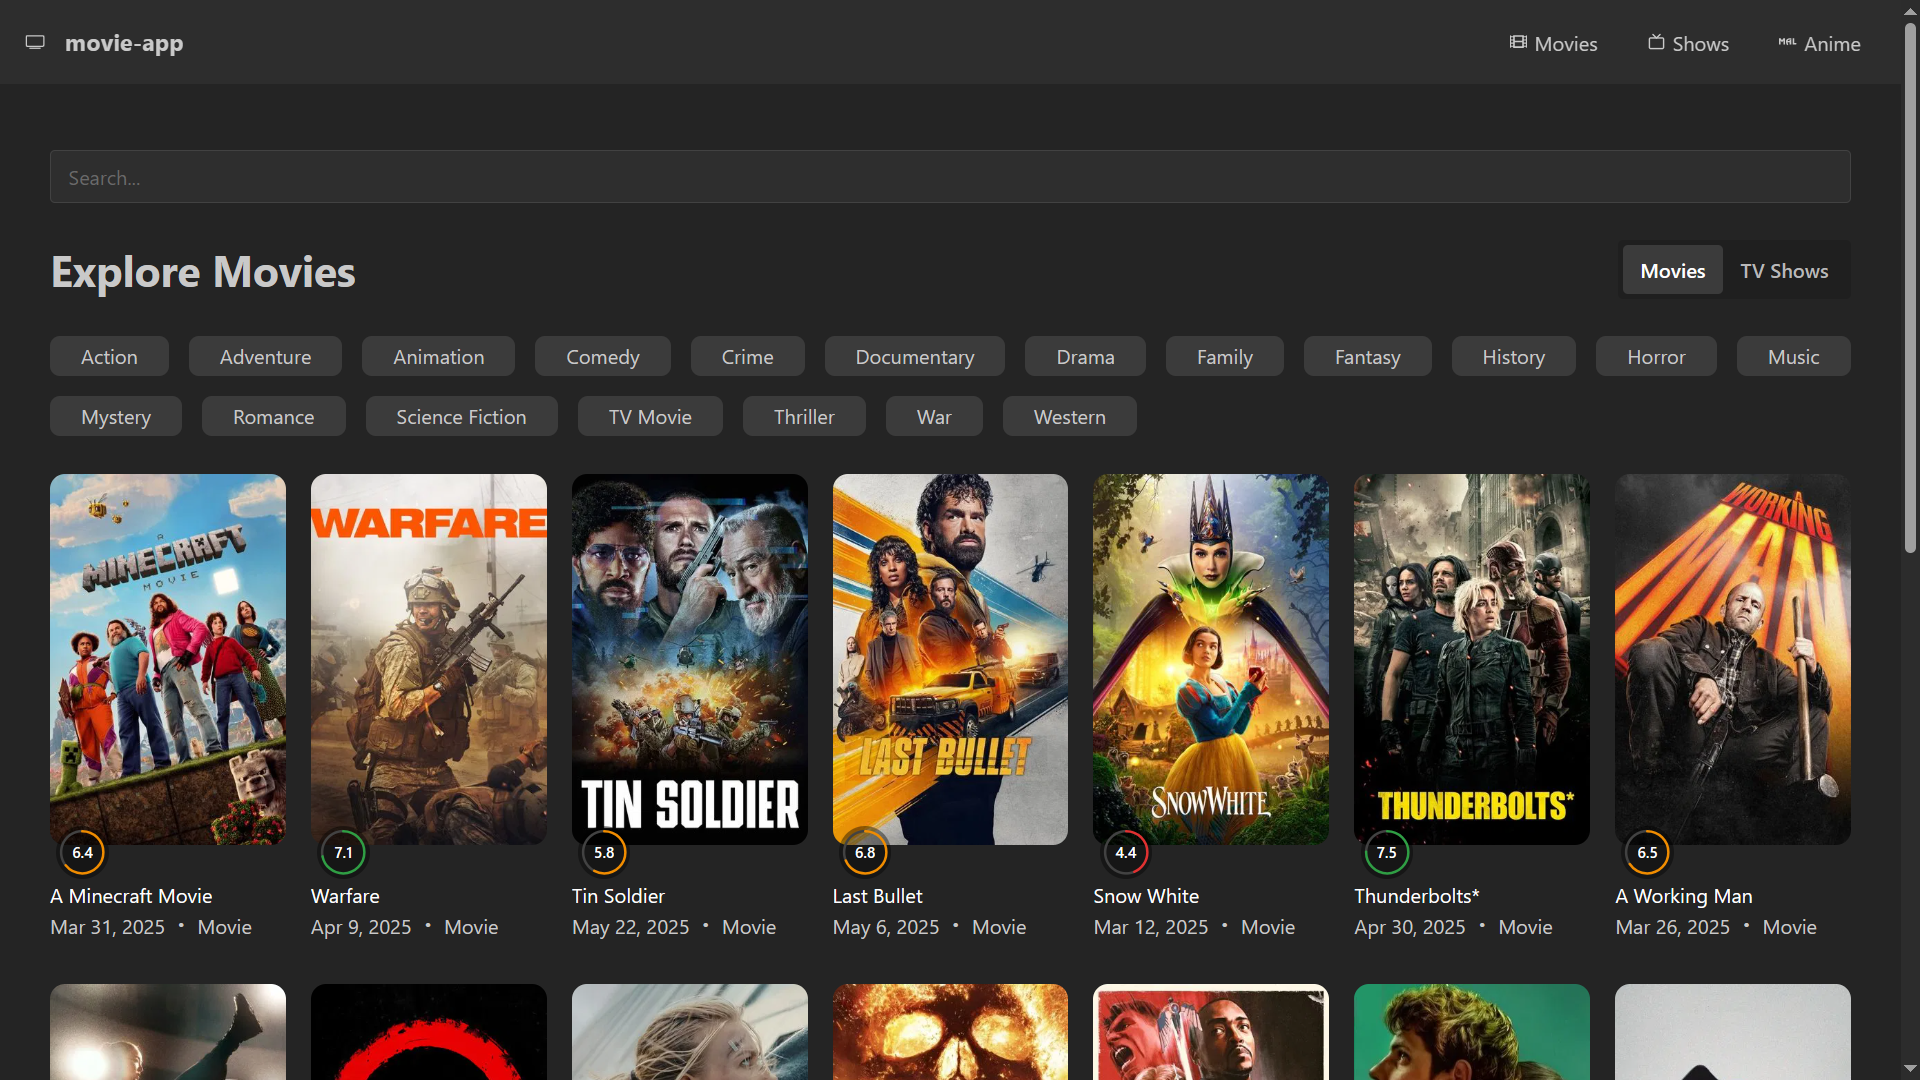 movie-app
Movies
Shows
MAL Anime
Search...
Explore Movies
Movies
TV Shows
Action
Adventure
Animation
Comedy
Crime
Documentary
Drama
Family
Fantasy
History
Horror
Music
Mystery
Romance
Science Fiction
TV Movie
Thriller
War
Western
A
MINECRAFT
MOVIE
WARFARE
TIN SOLDIER
LAST BULLET
SNOW WHITE
THUNDERBOLTS*
A
WORKING
MAN
6.4
7.1
5.8
6.8
4.4
7.5
6.5
A Minecraft Movie
Mar 31, 2025 • Movie
Warfare
Apr 9, 2025 • Movie
Tin Soldier
May 22, 2025 • Movie
Last Bullet
May 6, 2025 • Movie
Snow White
Mar 12, 2025 • Movie
Thunderbolts*
Apr 30, 2025 • Movie
A Working Man
Mar 26, 2025 • Movie